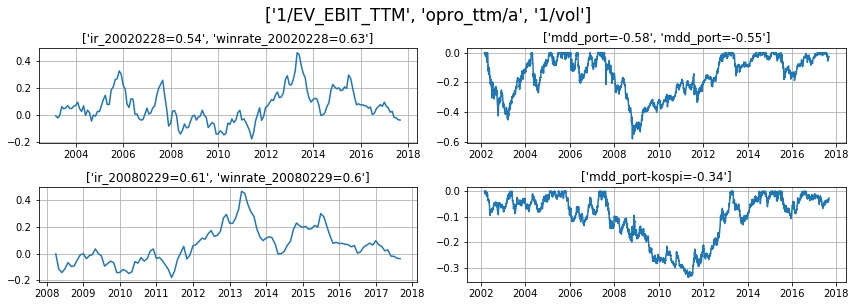 ['1/EV_EBIT_TTM', 'opro_ttm/a', '1/vol']
['ir_20020228=0.54', 'winrate_20020228=0.63']
0.4
0.2
0.0
−0.2
2004 2006 2008 2010 2012 2014 2016 2018
['mdd_port=-0.58', 'mdd_port=-0.55']
0.0
−0.2
−0.4
−0.6
2002 2004 2006 2008 2010 2012 2014 2016 2018
['ir_20080229=0.61', 'winrate_20080229=0.6']
0.4
0.2
0.0
−0.2
2008 2009 2010 2011 2012 2013 2014 2015 2016 2017 2018
['mdd_port-kospi=-0.34']
0.0
−0.1
−0.2
−0.3
2002 2004 2006 2008 2010 2012 2014 2016 2018